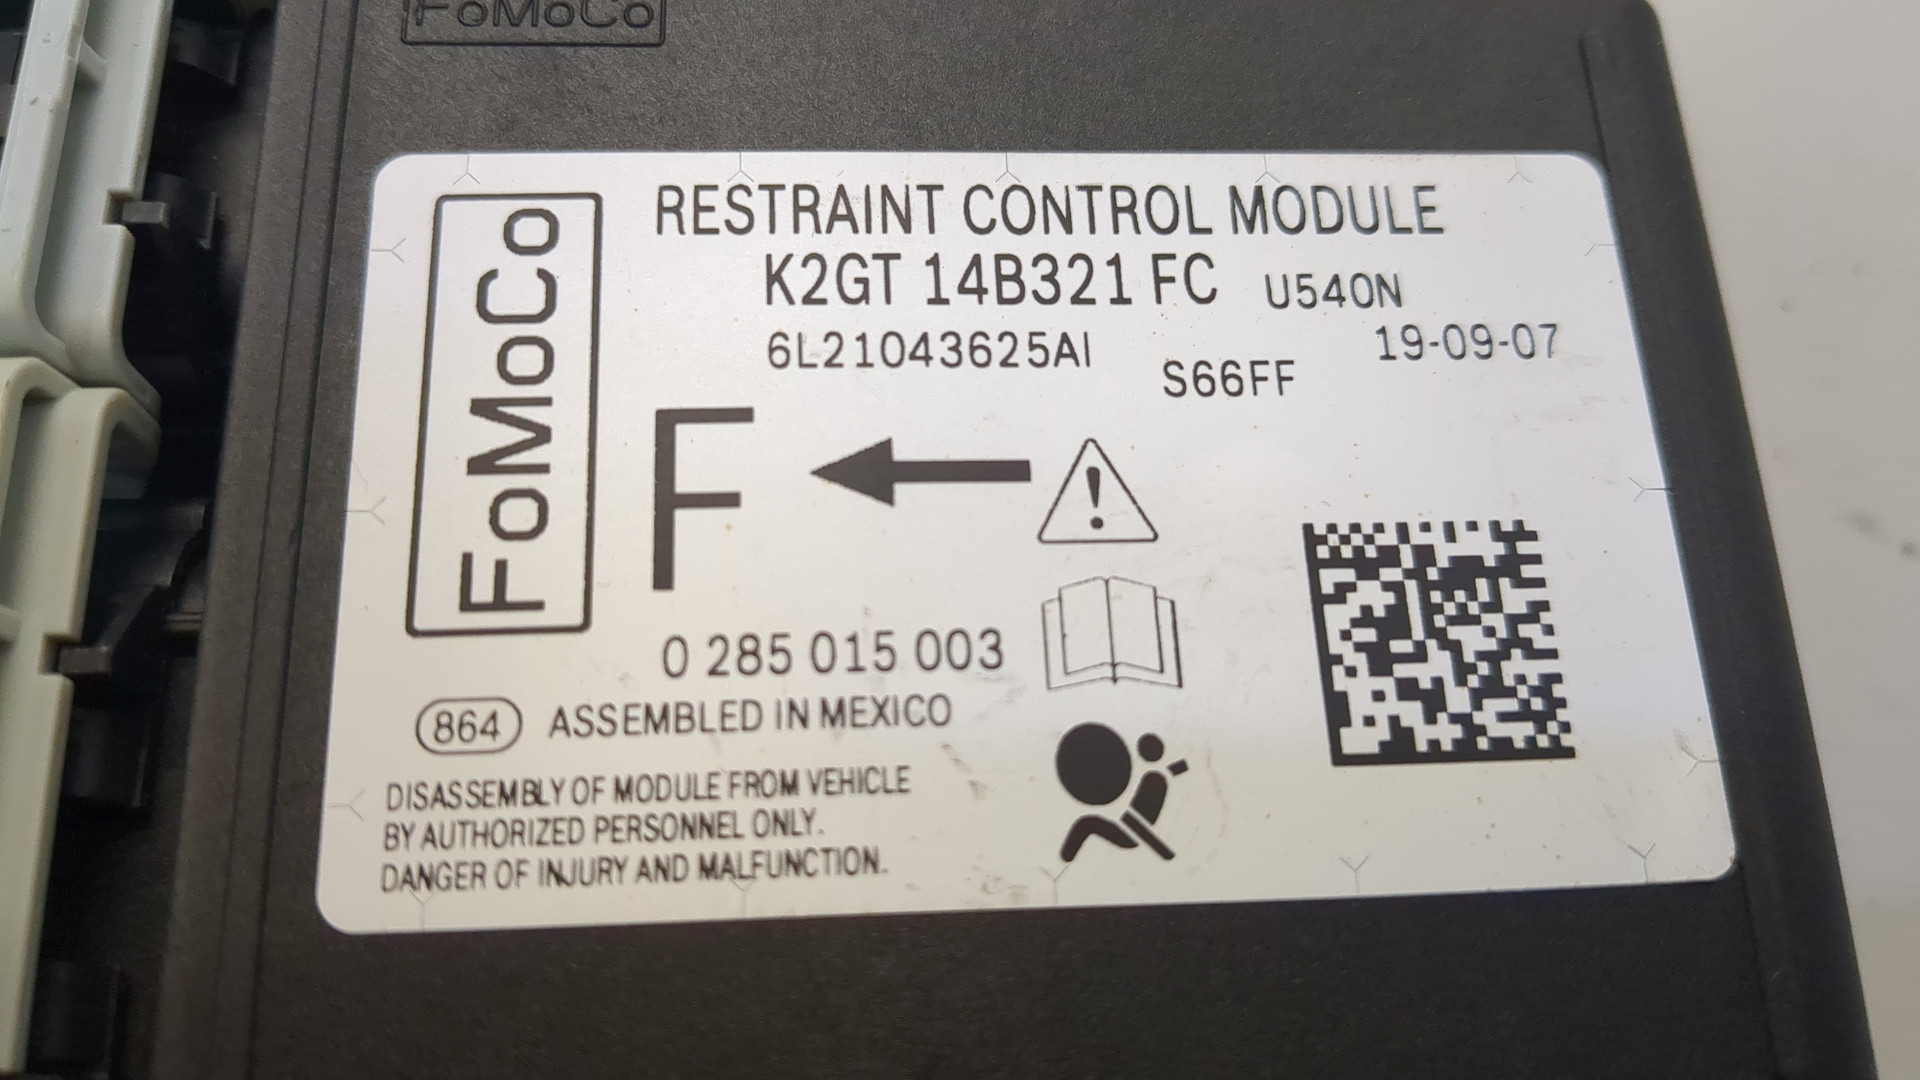 FoMoCo
FoMoCo
RESTRAINT CONTROL MODULE
K2GT 14B321 FC U540N
6L21043625AI
19-09-07
S66FF
F
0 285 015 003
864 ASSEMBLED IN MEXICO
DISASSEMBLY OF MODULE FROM VEHICLE
BY AUTHORIZED PERSONNEL ONLY.
DANGER OF INJURY AND MALFUNCTION.